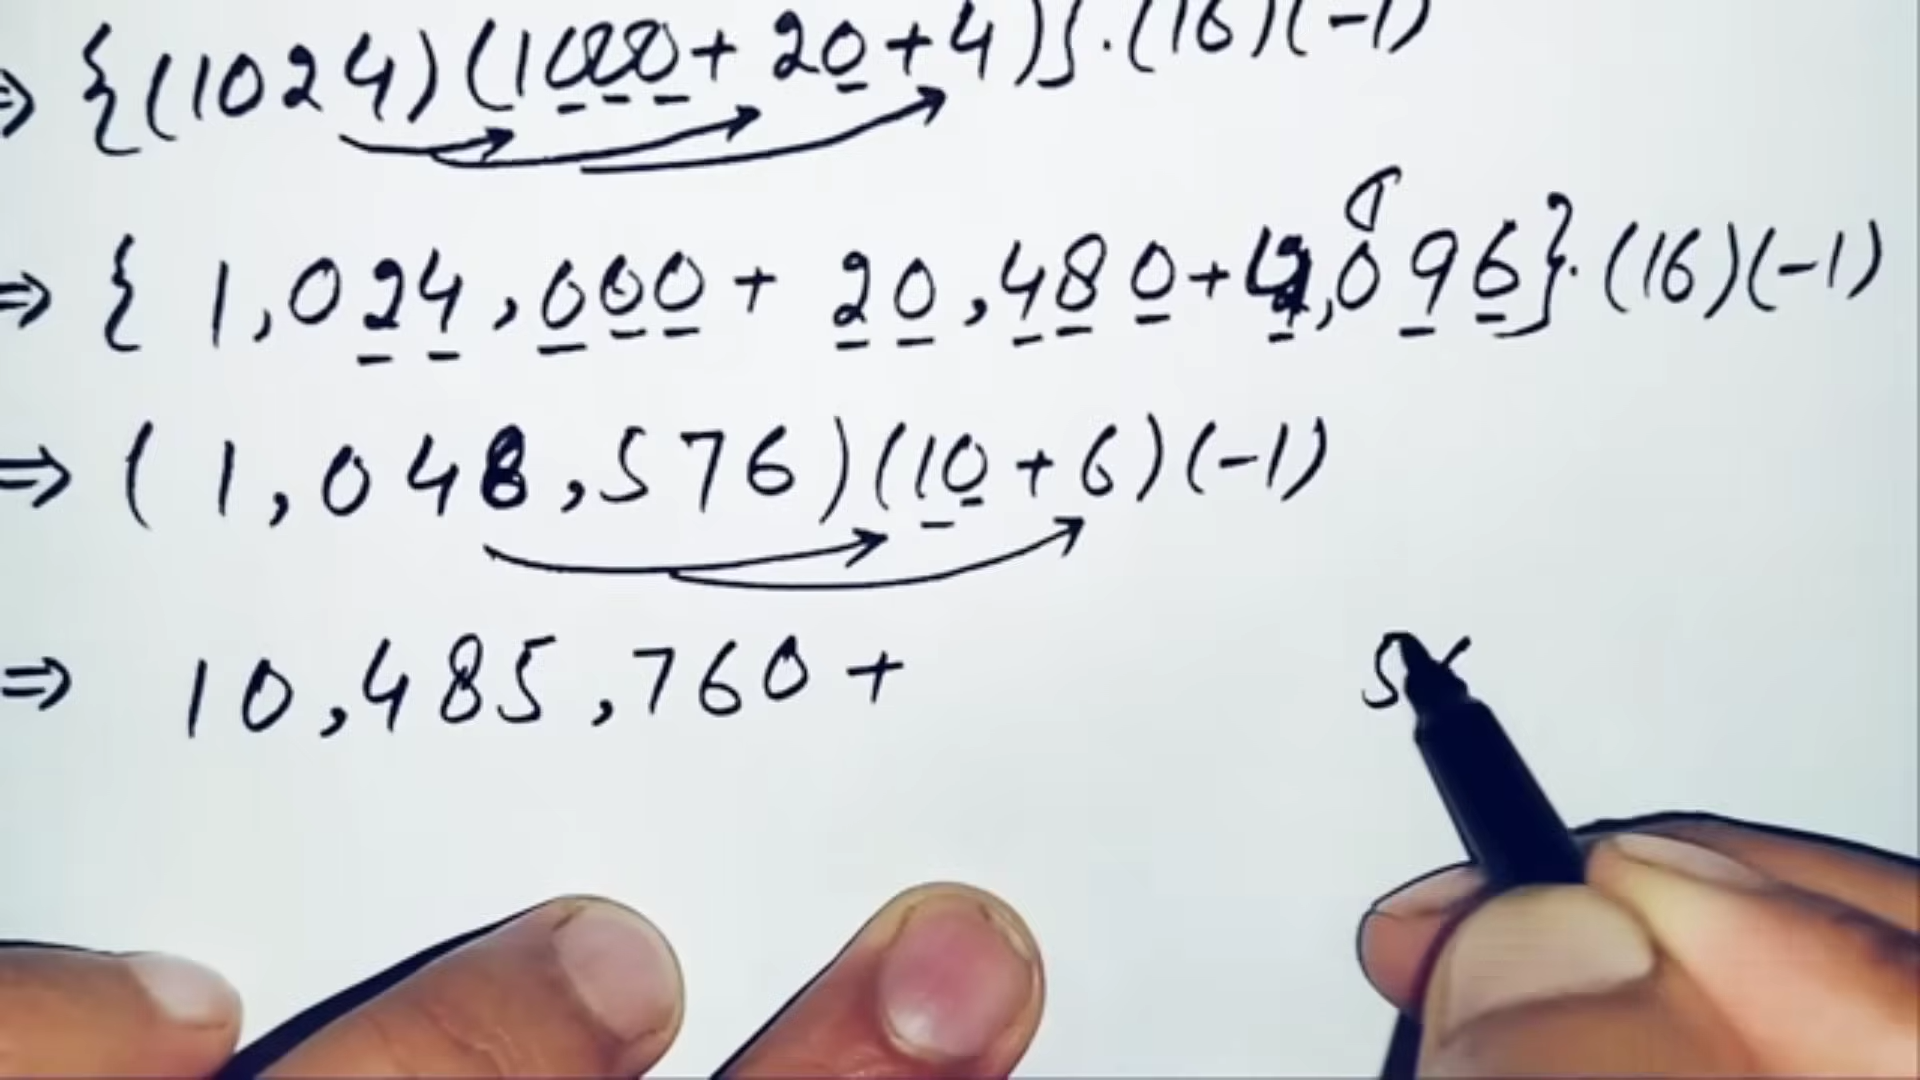 ⇒ {(1024)(1000+20+4)}.(16)(-1)
⇒ { 1,024,000 + 20,480+4,096}.(16)(-1)
⇒ ( 1,048,576)(10+6)(-1)
⇒ 10,485,760 +